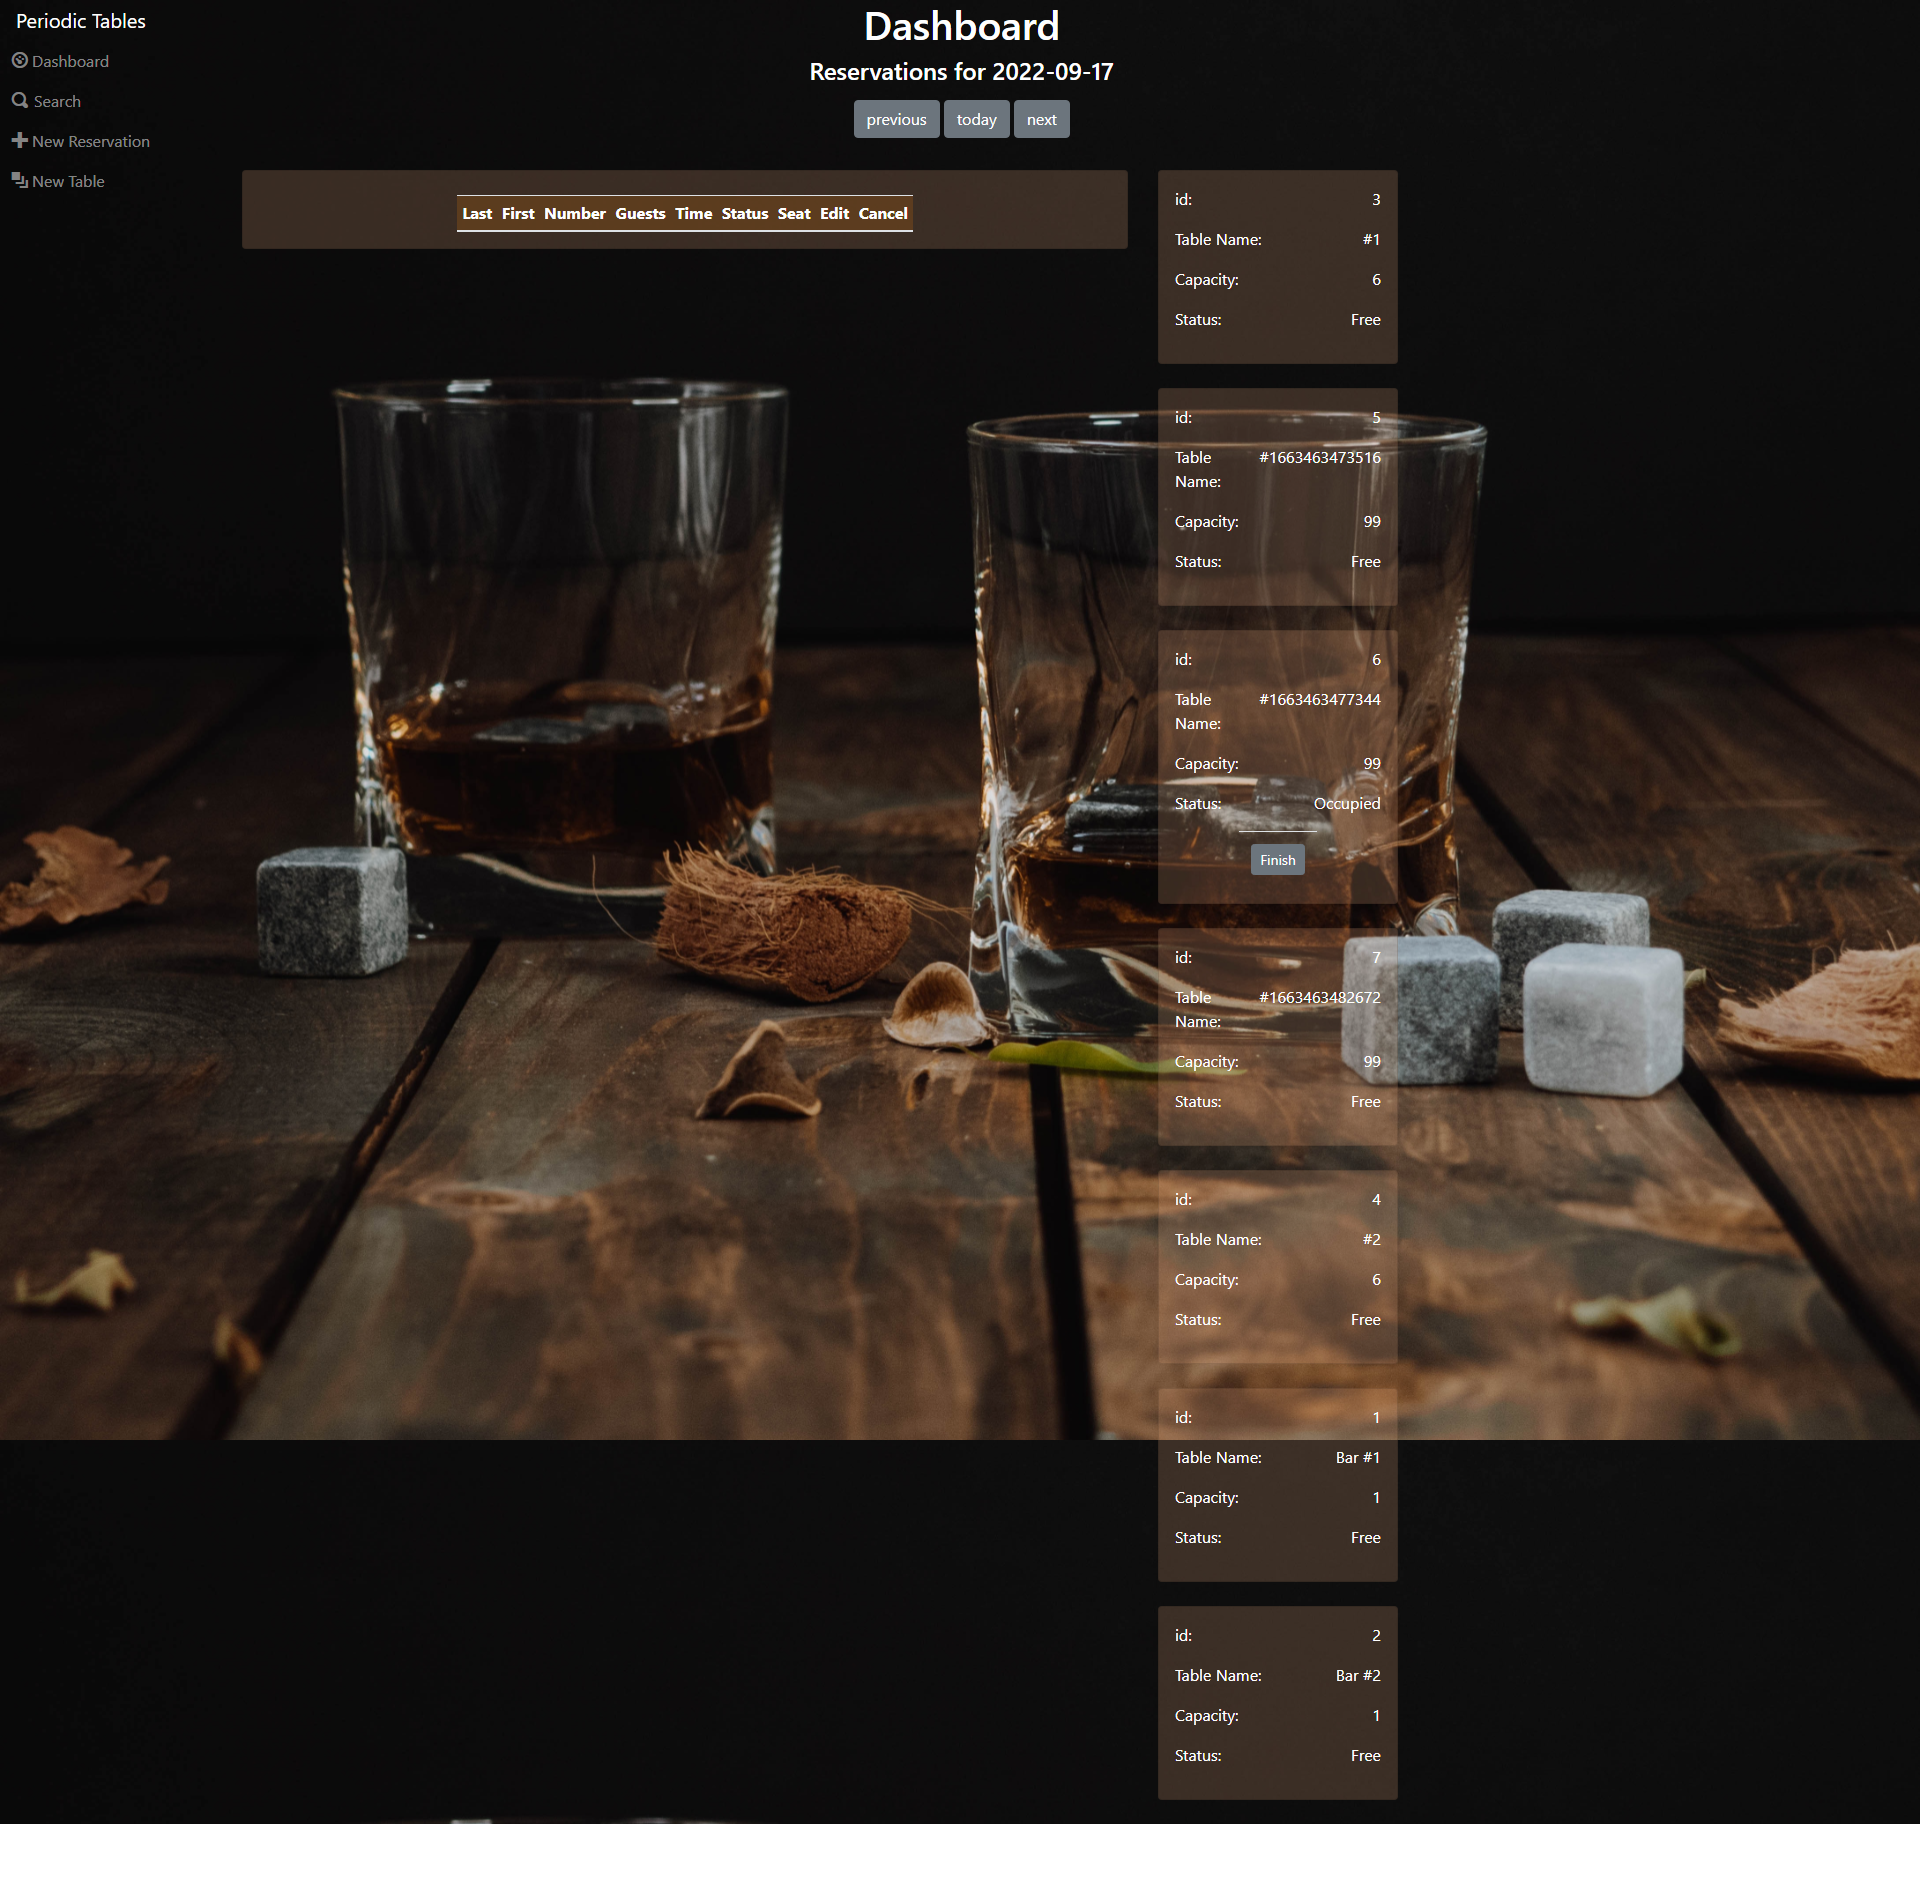 Periodic Tables
Dashboard
Search
New Reservation
New Table
Dashboard
Reservations for 2022-09-17
previous today next
Last First Number Guests Time Status Seat Edit Cancel
id: 3
Table Name: #1
Capacity: 6
Status: Free
id: 5
Table Name: #1663463473516
Capacity: 99
Status: Free
id: 6
Table Name: #1663463477344
Capacity: 99
Status: Occupied
Finish
id: 7
Table Name: #1663463482672
Capacity: 99
Status: Free
id: 4
Table Name: #2
Capacity: 6
Status: Free
id: 1
Table Name: Bar #1
Capacity: 1
Status: Free
id: 2
Table Name: Bar #2
Capacity: 1
Status: Free